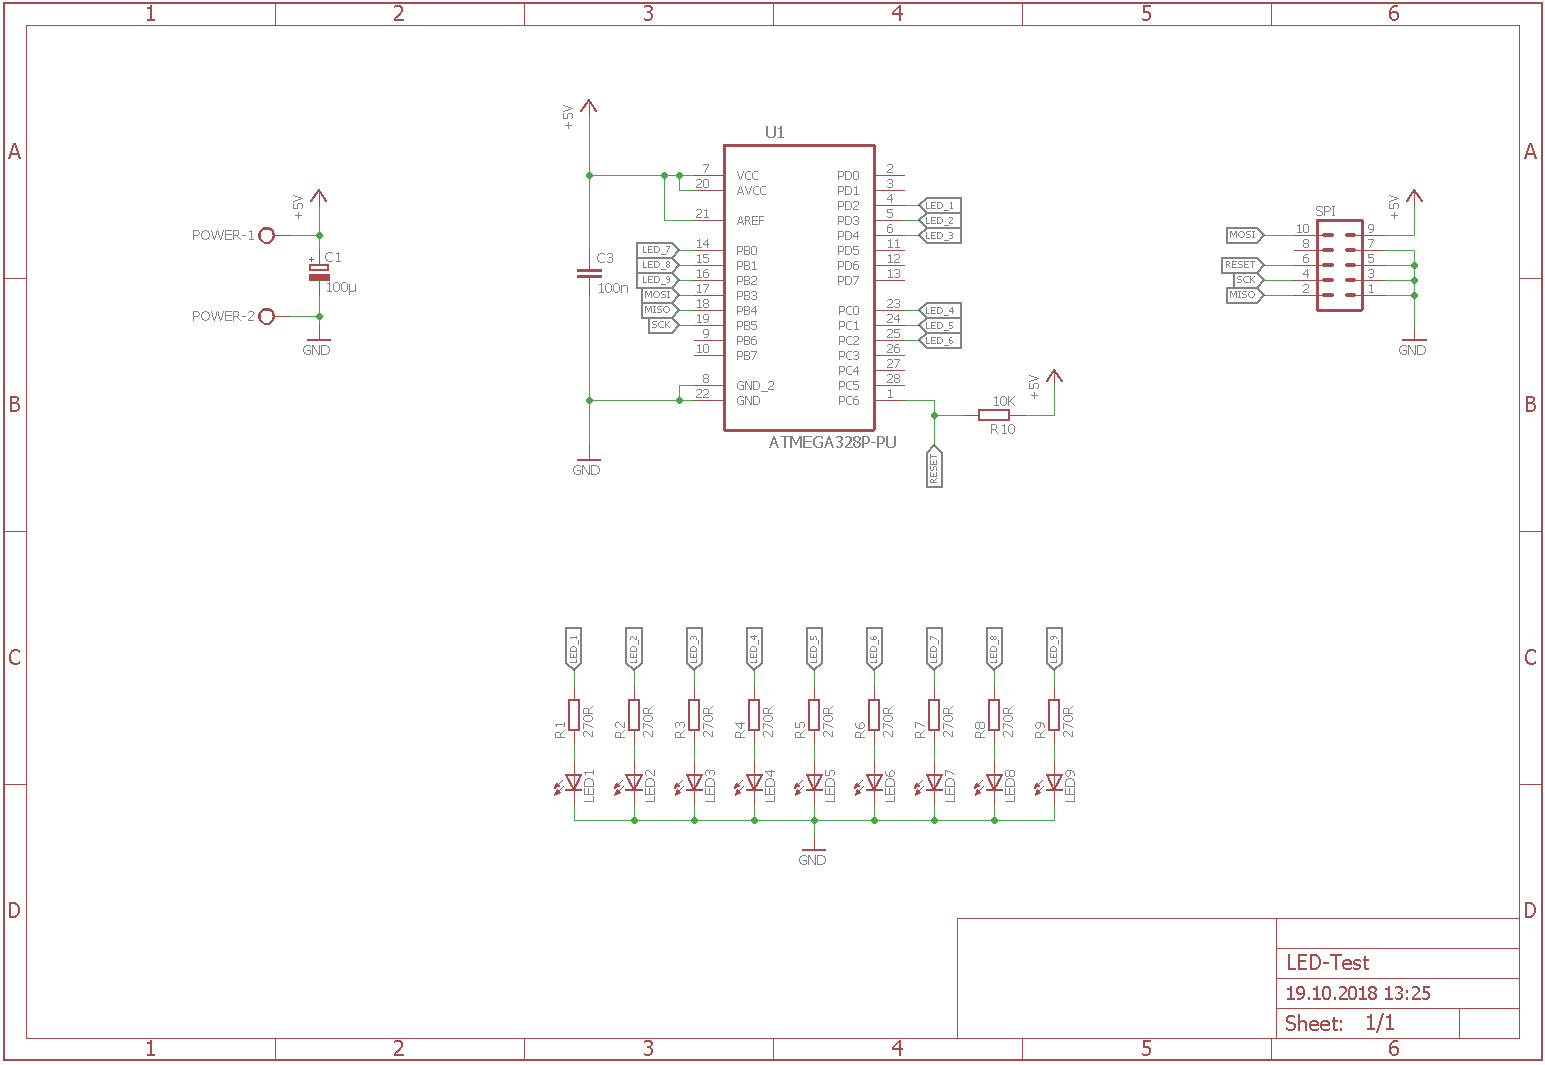 1 2 3 4 5 6
A A
B B
C C
D D
+5V
POWER-1
+
C1
100µ
POWER-2
GND
+5V
C3
100n
GND
U1
7 VCC
20 AVCC
21 AREF
LED_7 14 PB0
LED_8 15 PB1
LED_9 16 PB2
MOSI 17 PB3
MISO 18 PB4
SCK 19 PB5
9 PB6
10 PB7
8 GND_2
22 GND
PD0 2
PD1 3
PD2 4 LED_1
PD3 5 LED_2
PD4 6 LED_3
PD5 11
PD6 12
PD7 13
PC0 23 LED_4
PC1 24 LED_5
PC2 25 LED_6
PC3 26
PC4 27
PC5 28
PC6 1
ATMEGA328P-PU
+5V
10K
R10
RESET
+5V
SPI
MOSI 10 9
8 7
RESET 6 5
SCK 4 3
MISO 2 1
GND
LED_1 LED_2 LED_3 LED_4 LED_5 LED_6 LED_7 LED_8 LED_9
R1 270R R2 270R R3 270R R4 270R R5 270R R6 270R R7 270R R8 270R R9 270R
LED1 LED2 LED3 LED4 LED5 LED6 LED7 LED8 LED9
GND
LED-Test
19.10.2018 13:25
Sheet: 1/1
1 2 3 4 5 6